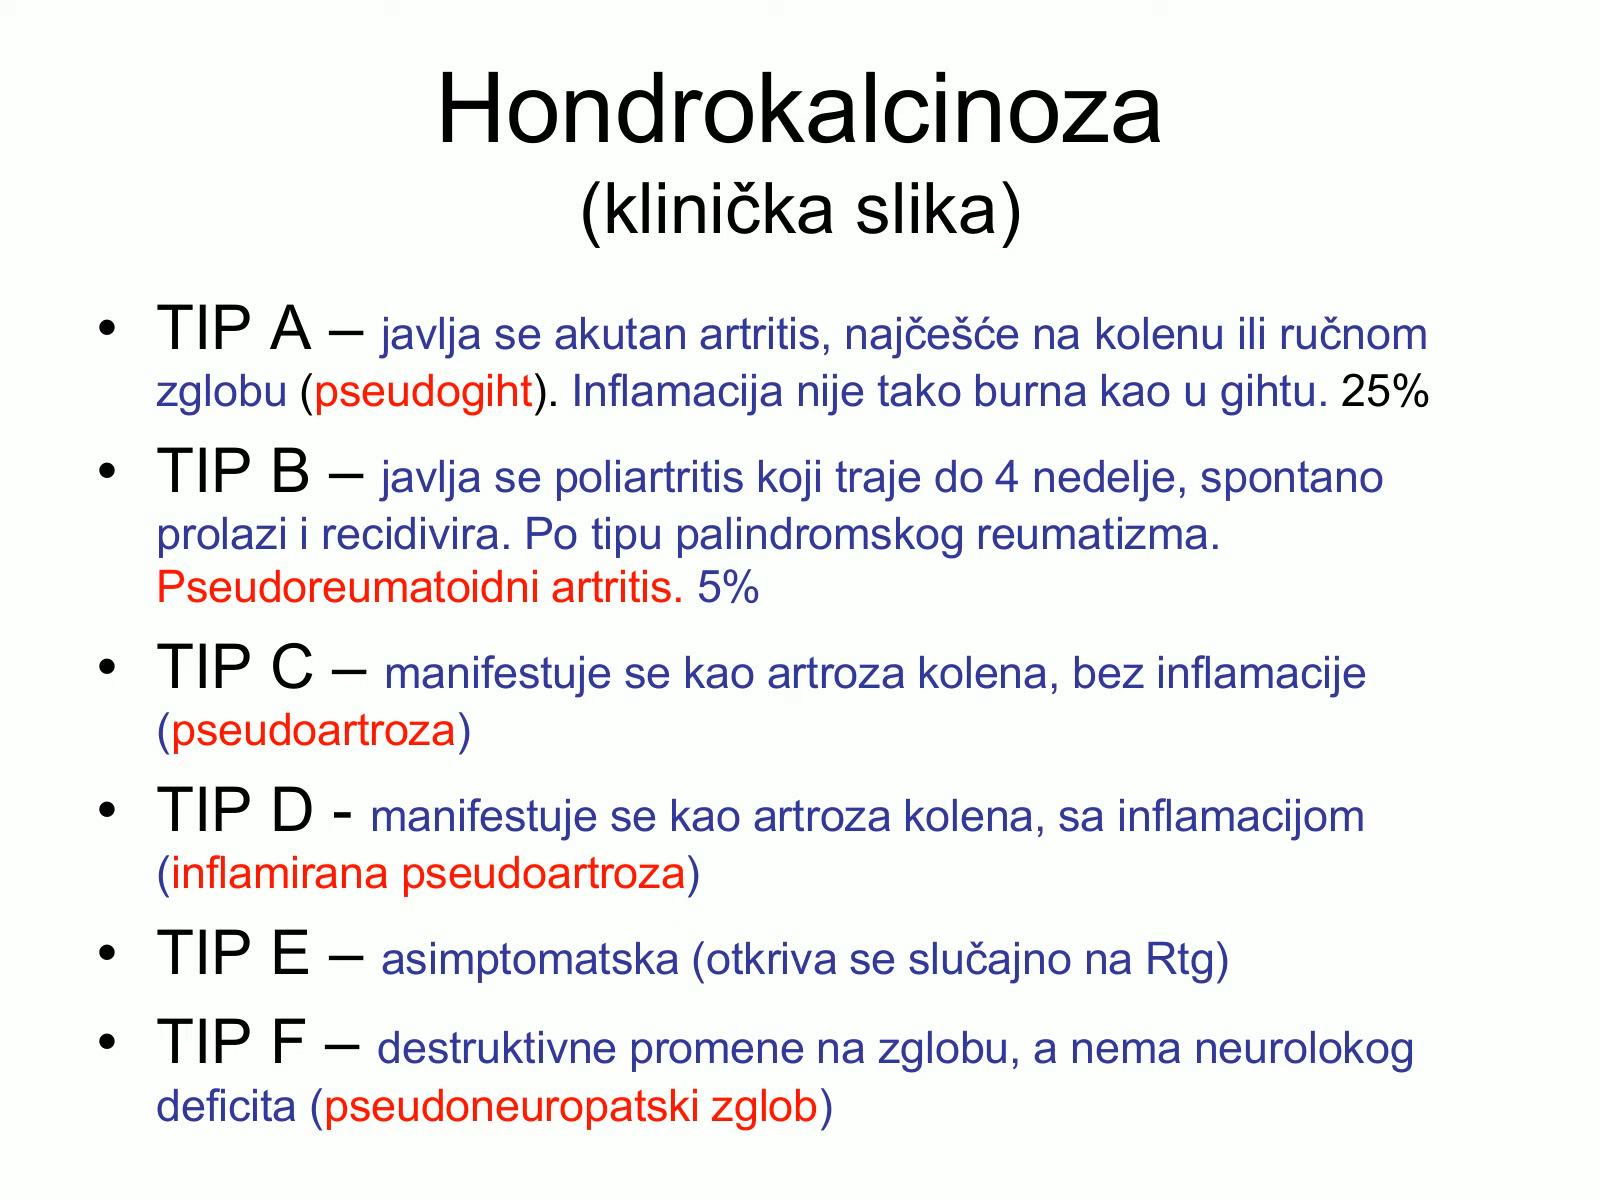 Hondrokalcinoza
(klinička slika)
• TIP A – javlja se akutan artritis, najčešće na kolenu ili ručnom
zglobu (pseudogiht). Inflamacija nije tako burna kao u gihtu. 25%
• TIP B – javlja se poliartritis koji traje do 4 nedelje, spontano
prolazi i recidivira. Po tipu palindromskog reumatizma.
Pseudoreumatoidni artritis. 5%
• TIP C – manifestuje se kao artroza kolena, bez inflamacije
(pseudoartroza)
• TIP D - manifestuje se kao artroza kolena, sa inflamacijom
(inflamirana pseudoartroza)
• TIP E – asimptomatska (otkriva se slučajno na Rtg)
• TIP F – destruktivne promene na zglobu, a nema neurolokog
deficita (pseudoneuropatski zglob)